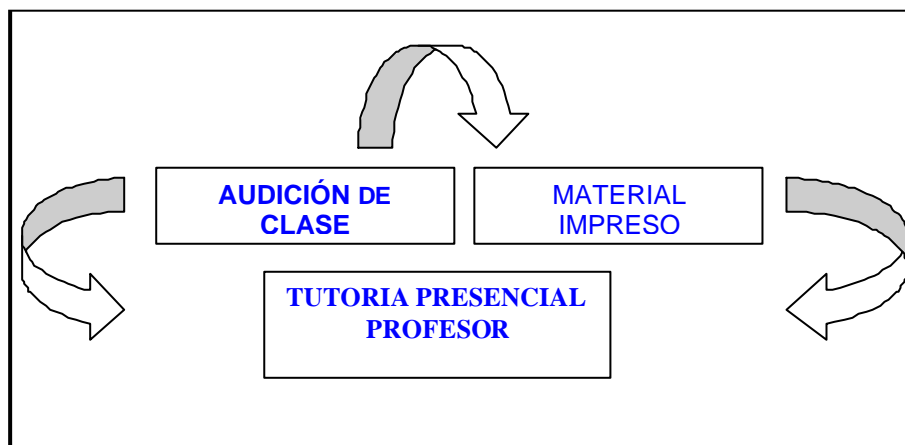 AUDICIÓN DE
CLASE
MATERIAL
IMPRESO
TUTORIA PRESENCIAL
PROFESOR